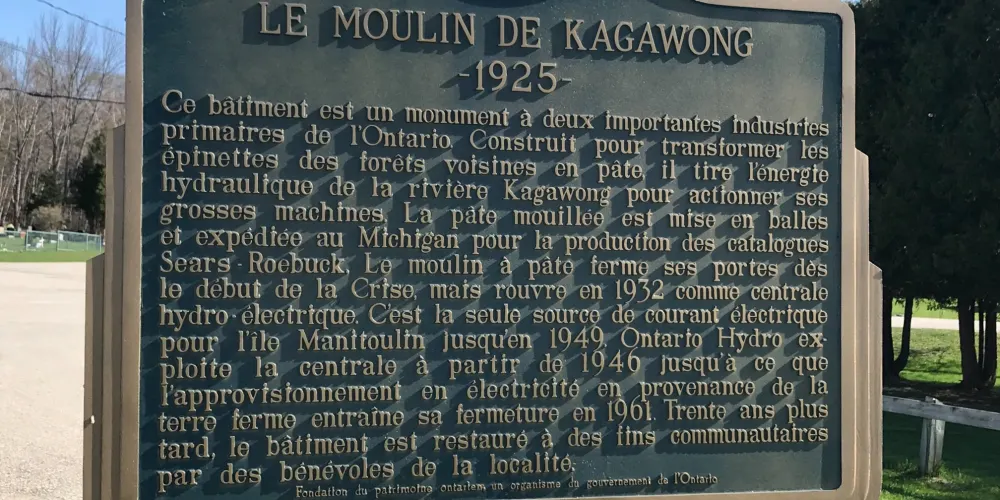 LE MOULIN DE KAGAWONG
-1925-
Ce bâtiment est un monument à deux importantes industries
primaires de l'Ontario. Construit pour transformer les
épinettes des forêts voisines en pâte, il tire l'énergie
hydraulique de la rivière Kagawong pour actionner ses
grosses machines. La pâte mouillée est mise en balles
et expédiée au Michigan pour la production des catalogues
Sears-Roebuck. Le moulin à pâte ferme ses portes dès
le début de la Crise, mais rouvre en 1932 comme centrale
hydro-électrique. C'est la seule source de courant électrique
pour l'île Manitoulin jusqu'en 1949. Ontario Hydro ex-
ploite la centrale à partir de 1946 jusqu'à ce que
l'approvisionnement en électricité en provenance de la
terre ferme entraîne sa fermeture en 1961. Trente ans plus
tard, le bâtiment est restauré à des fins communautaires
par des bénévoles de la localité.
Fondation du patrimoine ontarien, un organisme du gouvernement de l'Ontario